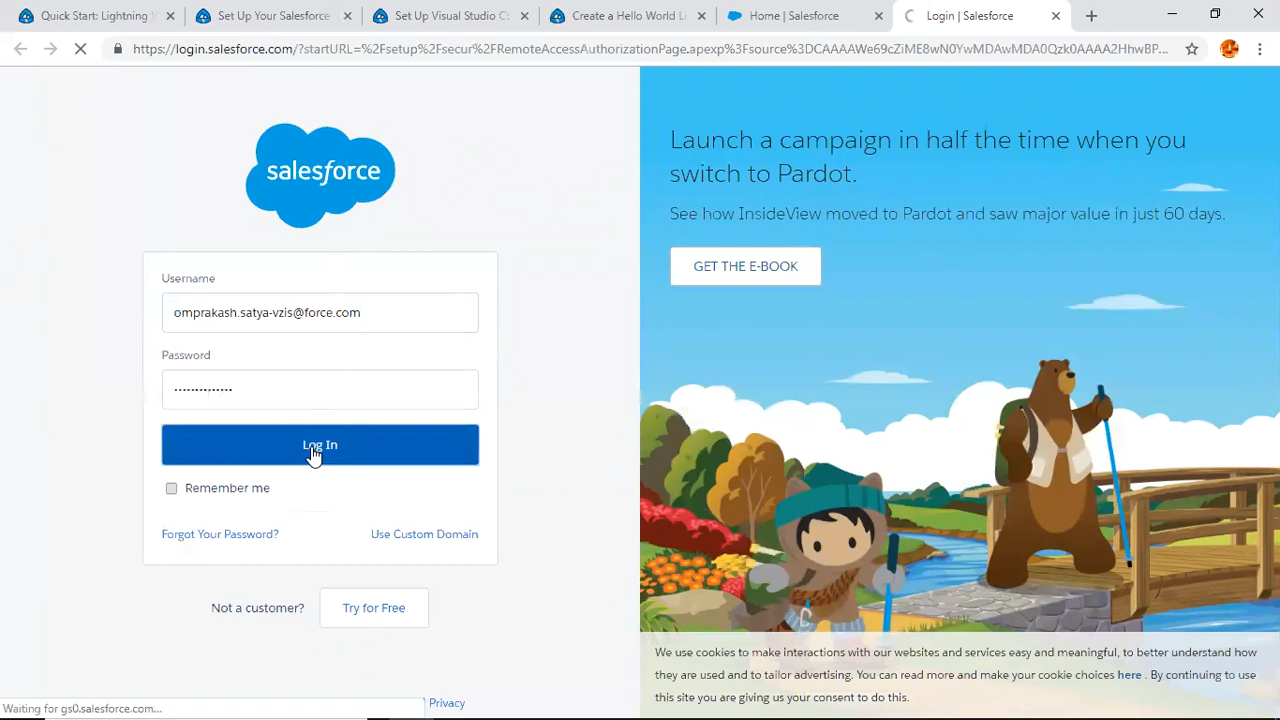 Quick Start: Lightning
Set Up Your Salesforce
Set Up Visual Studio C
Create a Hello World Li
Home | Salesforce
Login | Salesforce
https://login.salesforce.com/?startURL=%2Fsetup%2Fsecur%2FRemoteAccessAuthorizationPage.apexp%3Fsource%3DCAAAAWe69cZiME8wN0YwMDAwMDA0Qzk0AAAA2HhwBP...
salesforce
Username
omprakash.satya-vzis@force.com
Password
Log In
Remember me
Forgot Your Password?
Use Custom Domain
Not a customer?
Try for Free
Waiting for gs0.salesforce.com...
Privacy
Launch a campaign in half the time when you
switch to Pardot.
See how InsideView moved to Pardot and saw major value in just 60 days.
GET THE E-BOOK
We use cookies to make interactions with our websites and services easy and meaningful, to better understand how
they are used and to tailor advertising. You can read more and make your cookie choices here . By continuing to use
this site you are giving us your consent to do this.